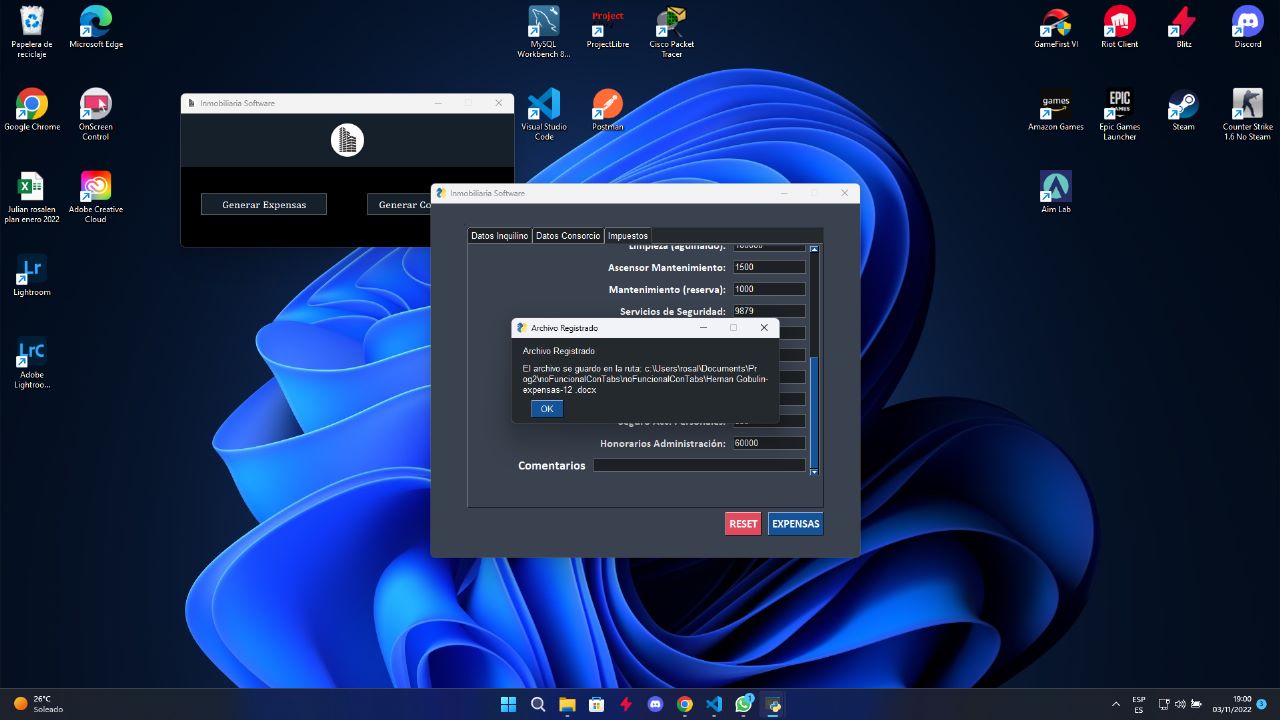 Papelera de
reciclaje
Microsoft Edge
MySQL
Workbench 8...
Project
ProjectLibre
Cisco Packet
Tracer
GameFirst VI
Riot Client
Blitz
Discord
Google Chrome
OnScreen
Control
Visual Studio
Code
Postman
games
Amazon Games
EPIC
GAMES
Epic Games
Launcher
Steam
Counter Strike
1.6 No Steam
Julian rosalen
plan enero 2022
Adobe Creative
Cloud
Aim Lab
Lr
Lightroom
LrC
Adobe
Lightroo...
Inmobiliaria Software
Generar Expensas
Generar Co
Inmobiliaria Software
Datos Inquilino
Datos Consorcio
Impuestos
Limpieza (aguinaldo):
Ascensor Mantenimiento:
1500
Mantenimiento (reserva):
1000
Servicios de Seguridad:
9879
Archivo Registrado
Archivo Registrado
El archivo se guardo en la ruta: c:\Users\rosal\Documents\Pr
og2\noFuncionalConTabs\noFuncionalConTabs\Hernan Gobulin-
expensas-12 .docx
OK
Honorarios Administración:
60000
Comentarios
RESET
EXPENSAS
26°C
Soleado
1
ESP
ES
19:00
03/11/2022
3